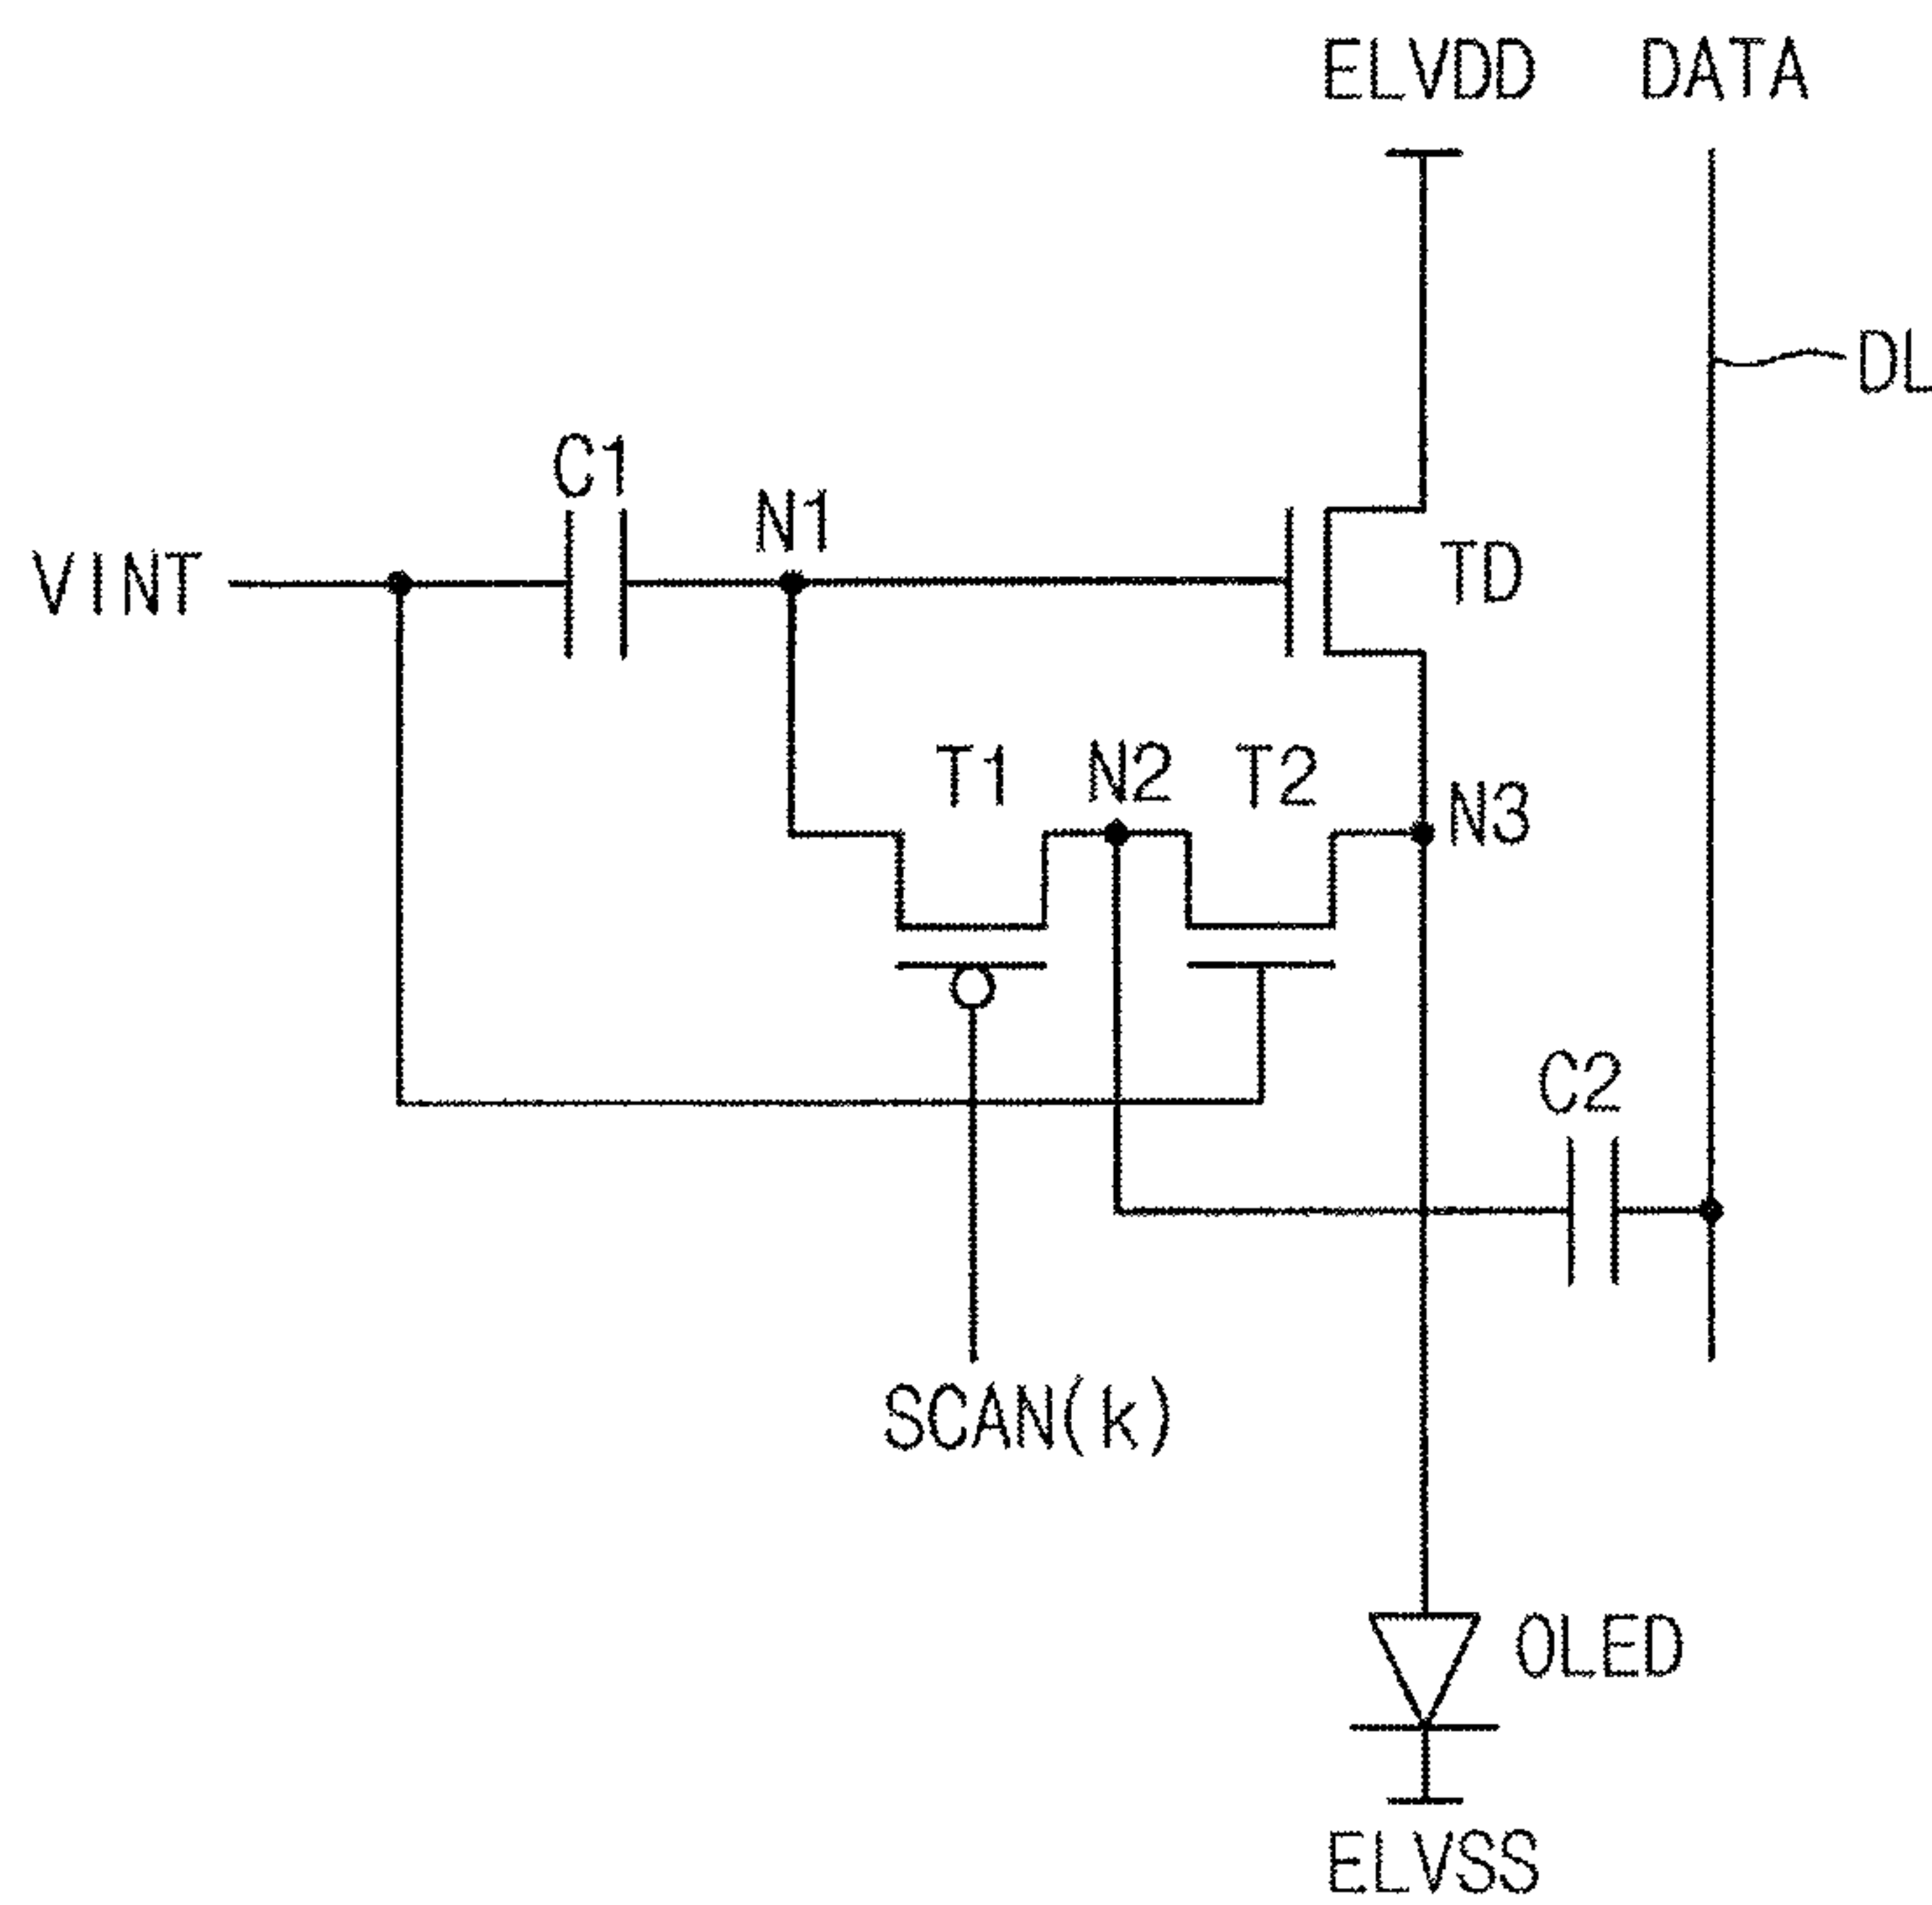 ELVDD
DATA
DL
C1
N1
VINT
TD
T1
N2
T2
N3
C2
SCAN(k)
OLED
ELVSS